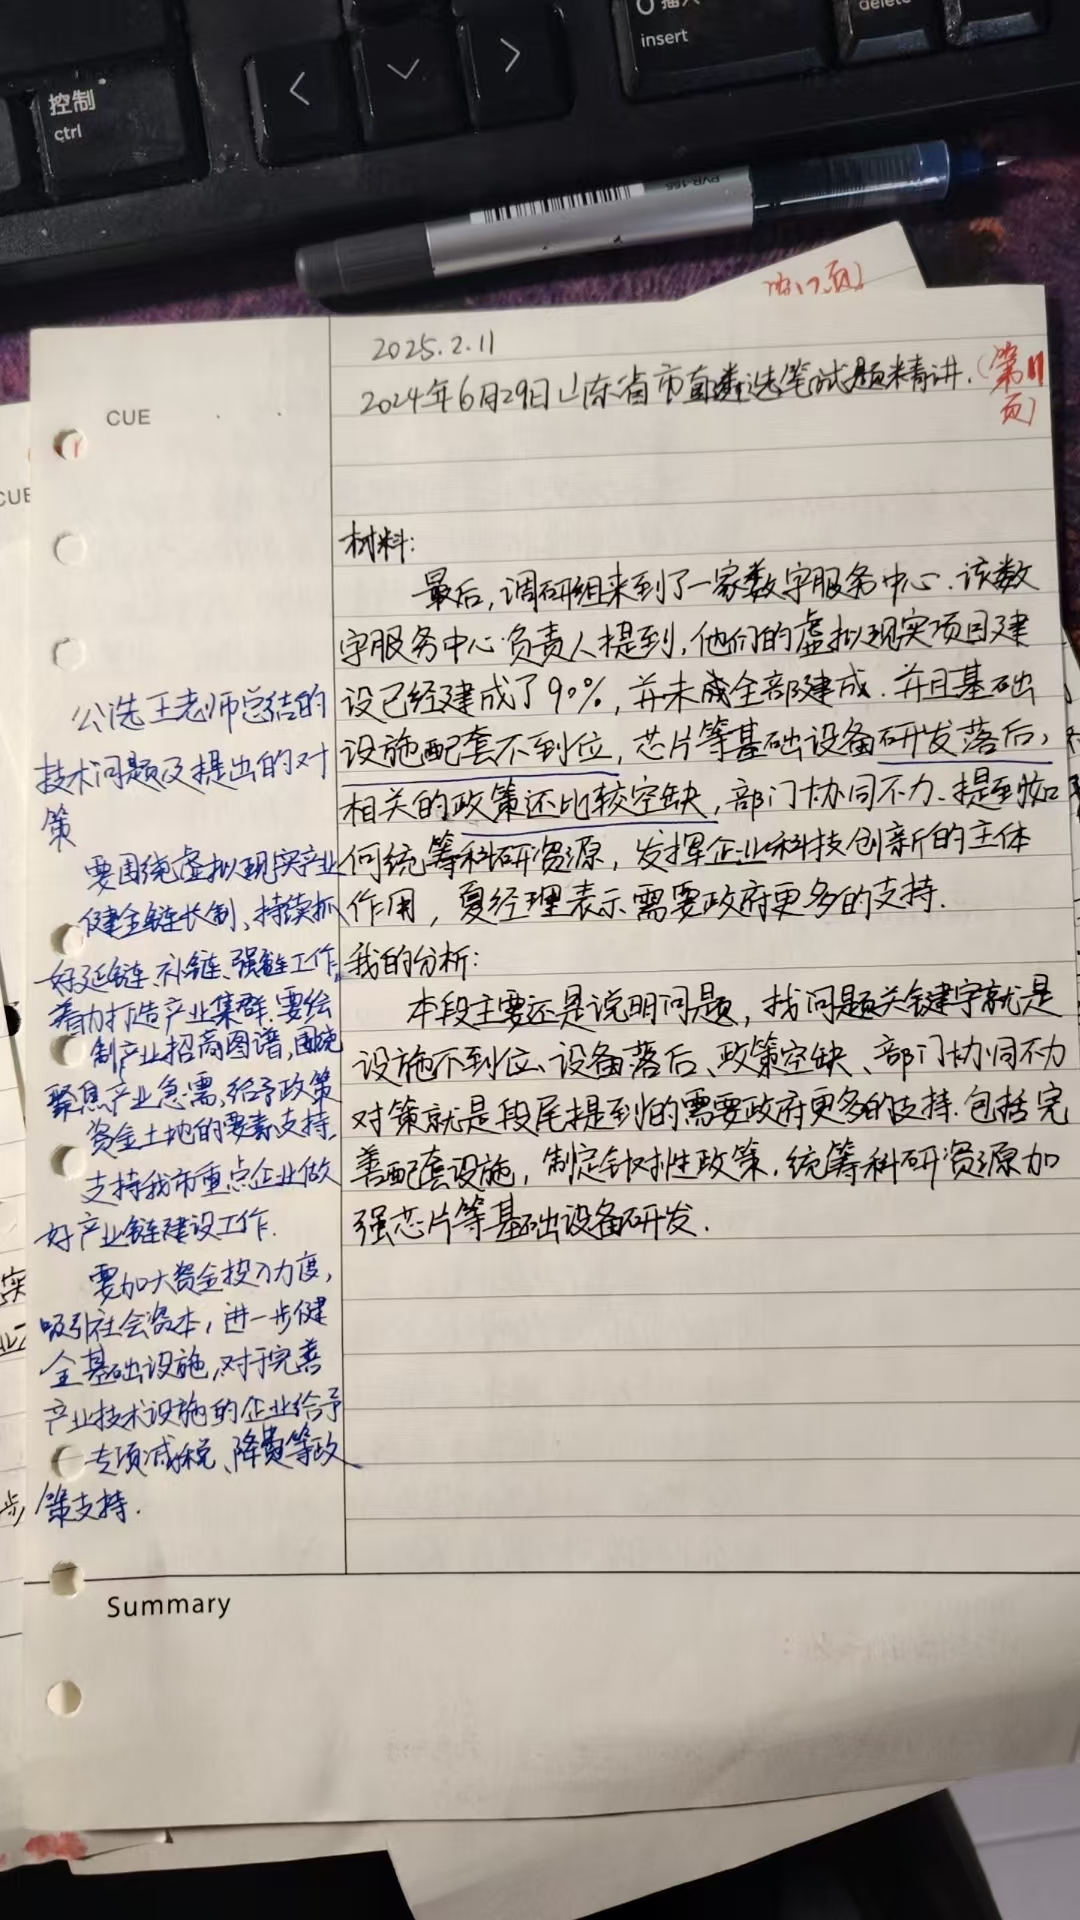 控制
ctrl
插入
insert
delete
PVR-155
2025.2.11
2024年6月29日山东省市直遴选笔试题精讲.
(第11
页)
CUE
CUE
材料:
最后,调研组来到了一家数字服务中心.该数
字服务中心负责人提到,他们的虚拟现实项目建
设已经建成了90%,并未成全部建成.并且基础
设施配套不到位,芯片等基础设备研发落后,
相关的政策还比较空缺,部门协同不力、提到如
何统筹科研资源,发挥企业科技创新的主体
作用,夏经理表示需要政府更多的支持.
我的分析:
本段主要还是说明问题,找问题关键字就是
设施不到位、设备落后、政策空缺、部门协同不力
对策就是段尾提到的需要政府更多的支持.包括完
善配套设施,制定针对性政策.统筹科研资源加
强芯片等基础设备研发.
公选王老师总结的
技术问题及提出的对
策
要围绕虚拟现实产业
健全链长制、持续抓
好延链、补链、强链工作,
着力打造产业集群.要绘
制产业招商图谱,围绕
聚焦产业急需,给予政策
资金土地的要素支持.
支持我市重点企业做
好产业链建设工作.
要加大资金投入力度,
吸引社会资本,进一步健
全基础设施,对于完善
产业技术设施的企业给予
专项减税、降费等政
策支持.
Summary